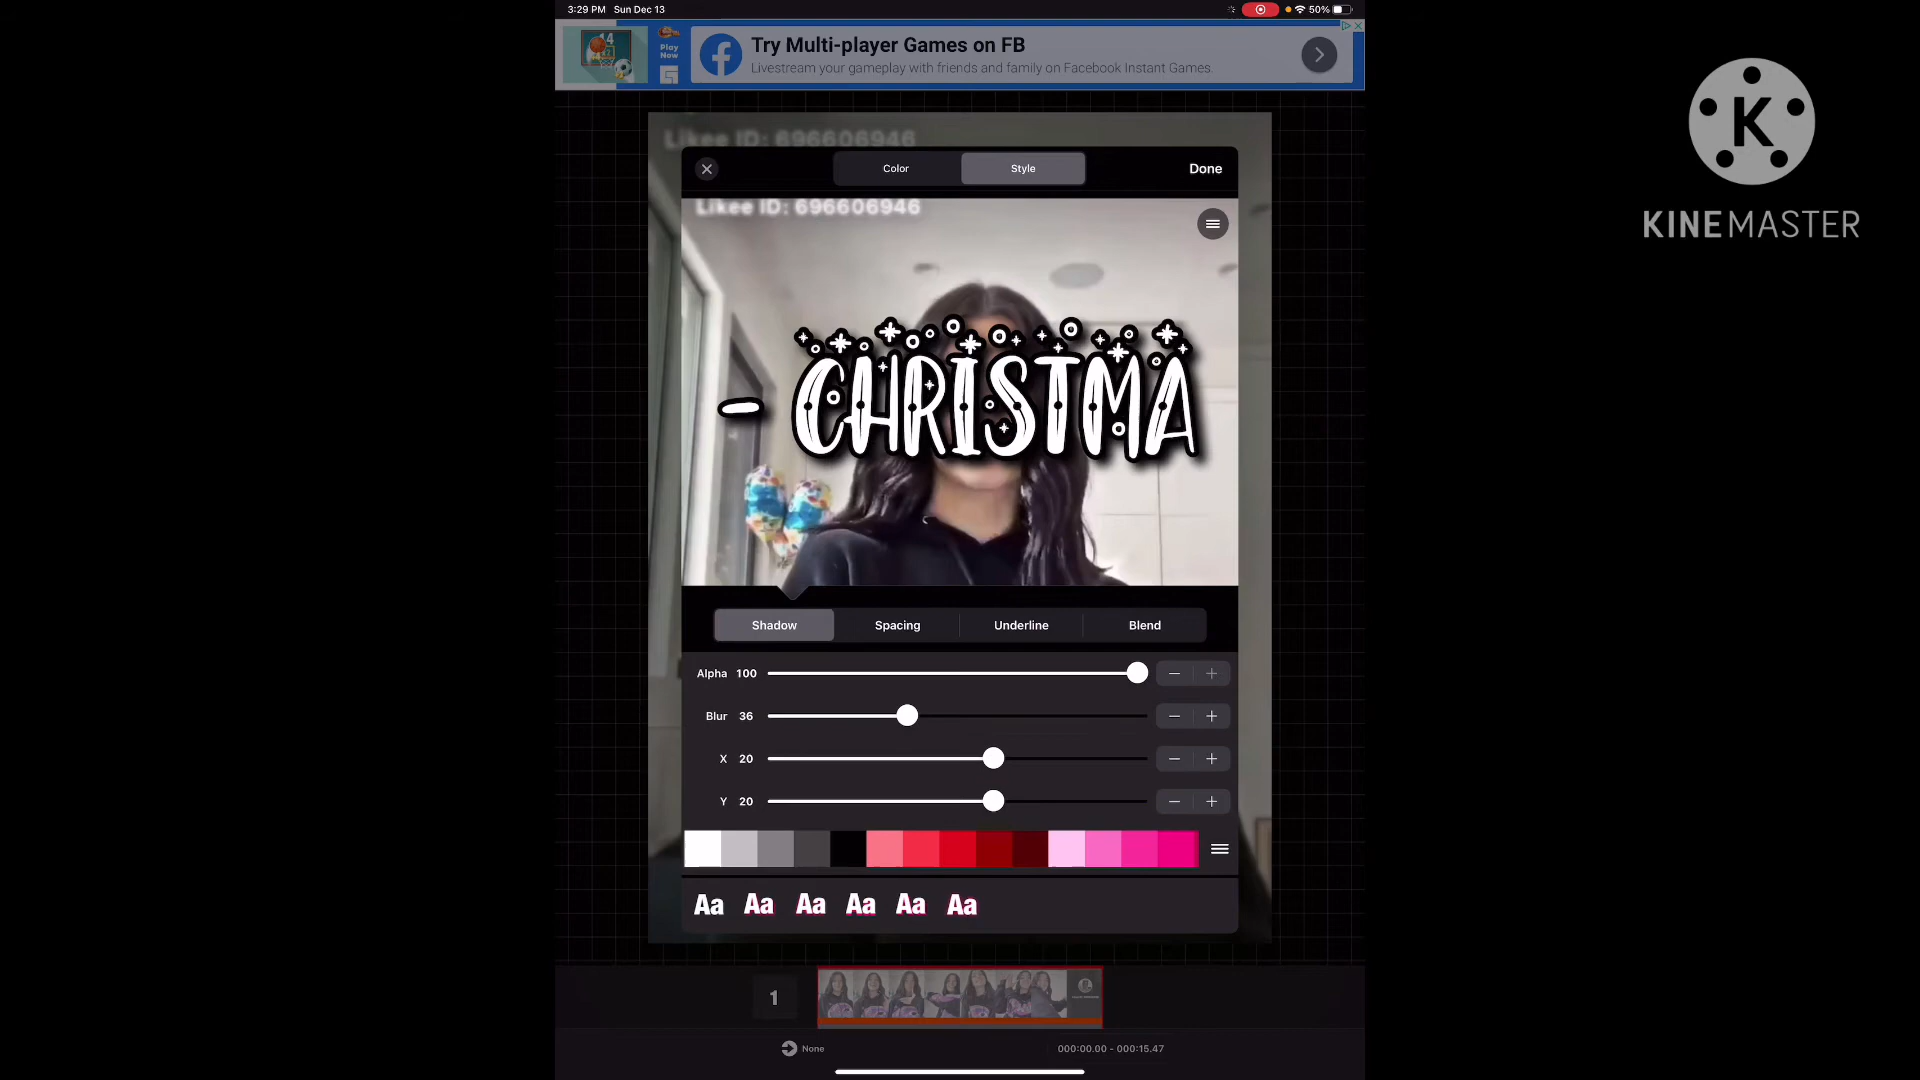 3:29 PM Sun Dec 13
50%
14
Play
Now
Try Multi-player Games on FB
Livestream your gameplay with friends and family on Facebook Instant Games.
K
KINEMASTER
Likee ID: 696606946
Color
Style
Done
Likee ID: 696606946
- CHRISTMA
Shadow
Spacing
Underline
Blend
Alpha 100
Blur 36
X 20
Y 20
Aa Aa Aa Aa Aa Aa
1
None
000:00.00 - 000:15.47